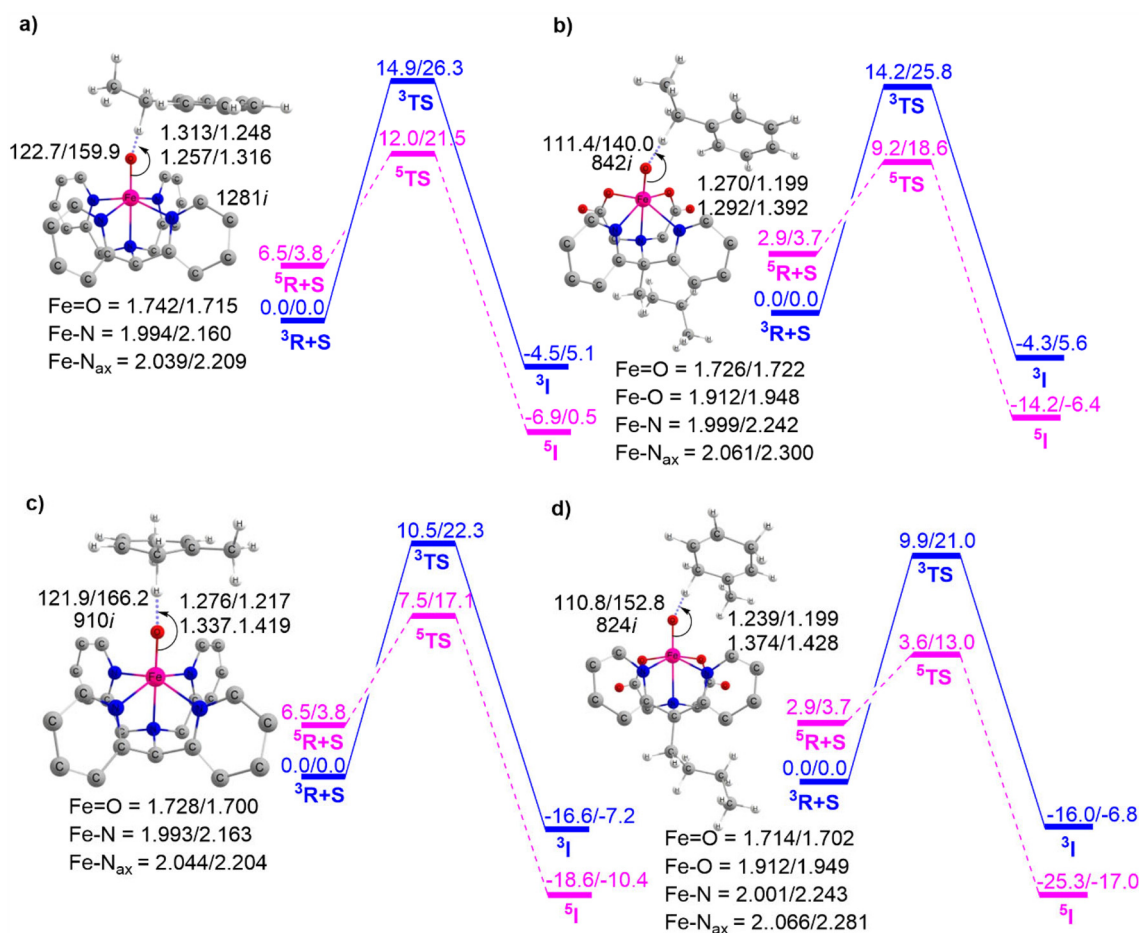 a)
14.9/26.3
3TS
1.313/1.248
1.257/1.316
122.7/159.9
12.0/21.5
5TS
1281i
6.5/3.8
5R+S
0.0/0.0
3R+S
Fe=O = 1.742/1.715
Fe-N = 1.994/2.160
Fe-Nax = 2.039/2.209
-4.5/5.1
3I
-6.9/0.5
5I
b)
14.2/25.8
3TS
111.4/140.0
842i
9.2/18.6
5TS
1.270/1.199
1.292/1.392
2.9/3.7
5R+S
0.0/0.0
3R+S
Fe=O = 1.726/1.722
Fe-O = 1.912/1.948
Fe-N = 1.999/2.242
Fe-Nax = 2.061/2.300
-4.3/5.6
3I
-14.2/-6.4
5I
c)
10.5/22.3
3TS
121.9/166.2
910i
1.276/1.217
1.337.1.419
7.5/17.1
5TS
6.5/3.8
5R+S
0.0/0.0
3R+S
Fe=O = 1.728/1.700
Fe-N = 1.993/2.163
Fe-Nax = 2.044/2.204
-16.6/-7.2
3I
-18.6/-10.4
5I
d)
9.9/21.0
3TS
110.8/152.8
824i
1.239/1.199
1.374/1.428
3.6/13.0
5TS
2.9/3.7
5R+S
0.0/0.0
3R+S
Fe=O = 1.714/1.702
Fe-O = 1.912/1.949
Fe-N = 2.001/2.243
Fe-Nax = 2..066/2.281
-16.0/-6.8
3I
-25.3/-17.0
5I